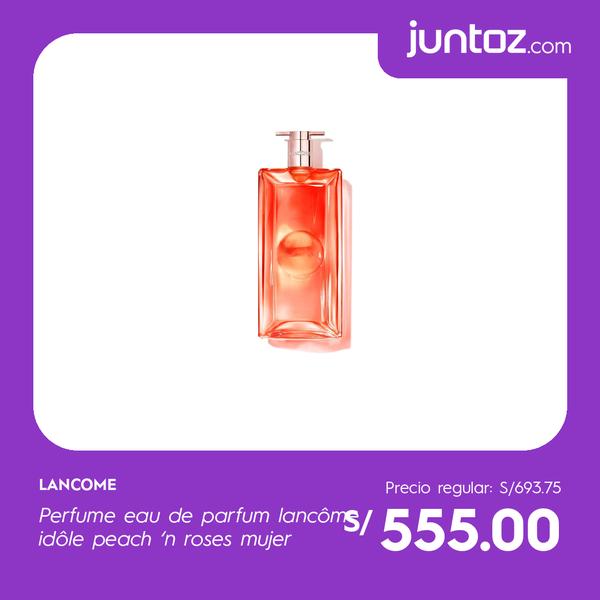 juntoz.com
LANCOME
Perfume eau de parfum lancôme
idôle peach ‘n roses mujer
Precio regular: S/693.75
S/ 555.00